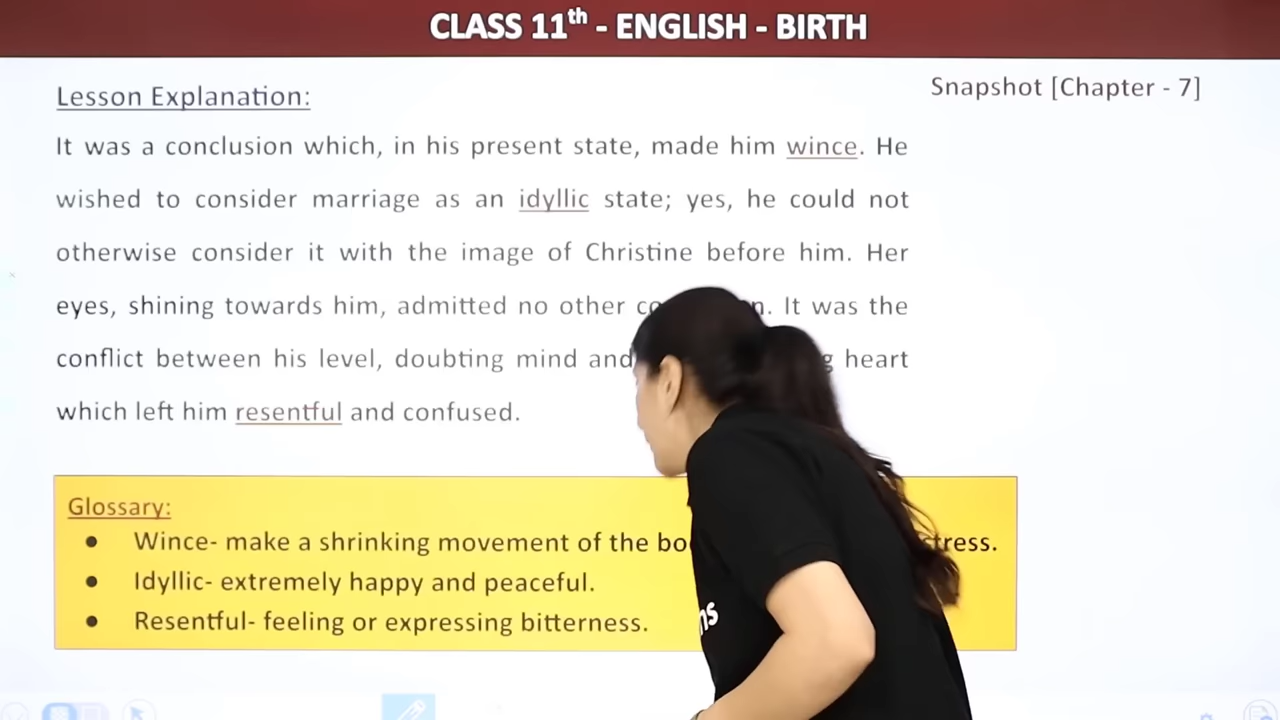 CLASS 11th - ENGLISH - BIRTH
Snapshot [Chapter - 7]
Lesson Explanation:
It was a conclusion which, in his present state, made him wince. He
wished to consider marriage as an idyllic state; yes, he could not
otherwise consider it with the image of Christine before him. Her
eyes, shining towards him, admitted no other . It was the
conflict between his level, doubting mind and heart
which left him resentful and confused.
Glossary:
● Wince- make a shrinking movement of the
● Idyllic- extremely happy and peaceful.
● Resentful- feeling or expressing bitterness.